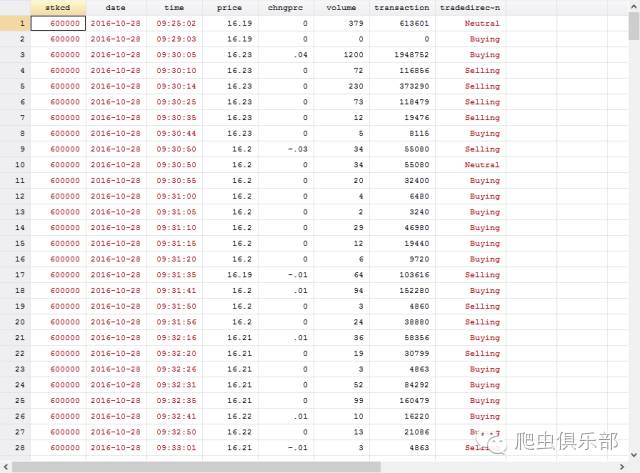 stkcd date time price chngprc volume transaction tradedirec~n
1 600000 2016-10-28 09:25:02 16.19 0 379 613601 Neutral
2 600000 2016-10-28 09:29:03 16.19 0 0 0 Buying
3 600000 2016-10-28 09:30:05 16.23 .04 1200 1948752 Buying
4 600000 2016-10-28 09:30:10 16.23 0 72 116856 Selling
5 600000 2016-10-28 09:30:14 16.23 0 230 373290 Selling
6 600000 2016-10-28 09:30:25 16.23 0 73 118479 Selling
7 600000 2016-10-28 09:30:35 16.23 0 12 19476 Selling
8 600000 2016-10-28 09:30:44 16.23 0 5 8115 Buying
9 600000 2016-10-28 09:30:50 16.2 -.03 34 55080 Selling
10 600000 2016-10-28 09:30:50 16.2 0 34 55080 Neutral
11 600000 2016-10-28 09:30:55 16.2 0 20 32400 Buying
12 600000 2016-10-28 09:31:00 16.2 0 4 6480 Buying
13 600000 2016-10-28 09:31:05 16.2 0 2 3240 Buying
14 600000 2016-10-28 09:31:10 16.2 0 29 46980 Buying
15 600000 2016-10-28 09:31:15 16.2 0 12 19440 Buying
16 600000 2016-10-28 09:31:20 16.2 0 6 9720 Buying
17 600000 2016-10-28 09:31:35 16.19 -.01 64 103616 Selling
18 600000 2016-10-28 09:31:41 16.2 .01 94 152280 Buying
19 600000 2016-10-28 09:31:50 16.2 0 3 4860 Selling
20 600000 2016-10-28 09:31:56 16.2 0 24 38880 Selling
21 600000 2016-10-28 09:32:16 16.21 .01 36 58356 Buying
22 600000 2016-10-28 09:32:20 16.21 0 19 30799 Selling
23 600000 2016-10-28 09:32:26 16.21 0 3 4863 Buying
24 600000 2016-10-28 09:32:31 16.21 0 52 84292 Buying
25 600000 2016-10-28 09:32:35 16.21 0 99 160479 Buying
26 600000 2016-10-28 09:32:41 16.22 .01 10 16220 Buying
27 600000 2016-10-28 09:32:50 16.22 0 13 21086
28 600000 2016-10-28 09:33:01 16.21 -.01 3 4863
爬虫俱乐部